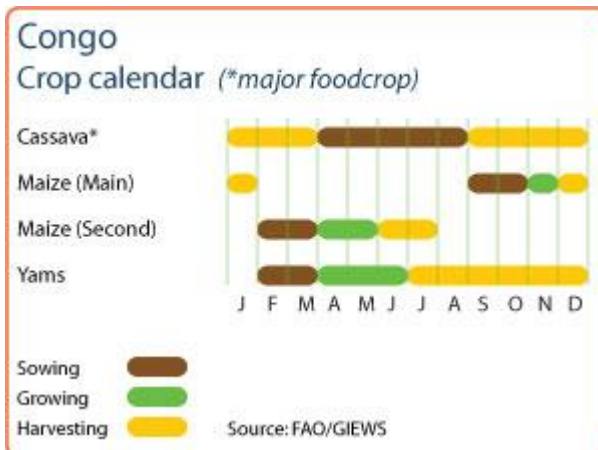 Congo
Crop calendar (*major foodcrop)
Cassava*
Maize (Main)
Maize (Second)
Yams
J F M A M J J A S O N D
Sowing
Growing
Harvesting Source: FAO/GIEWS